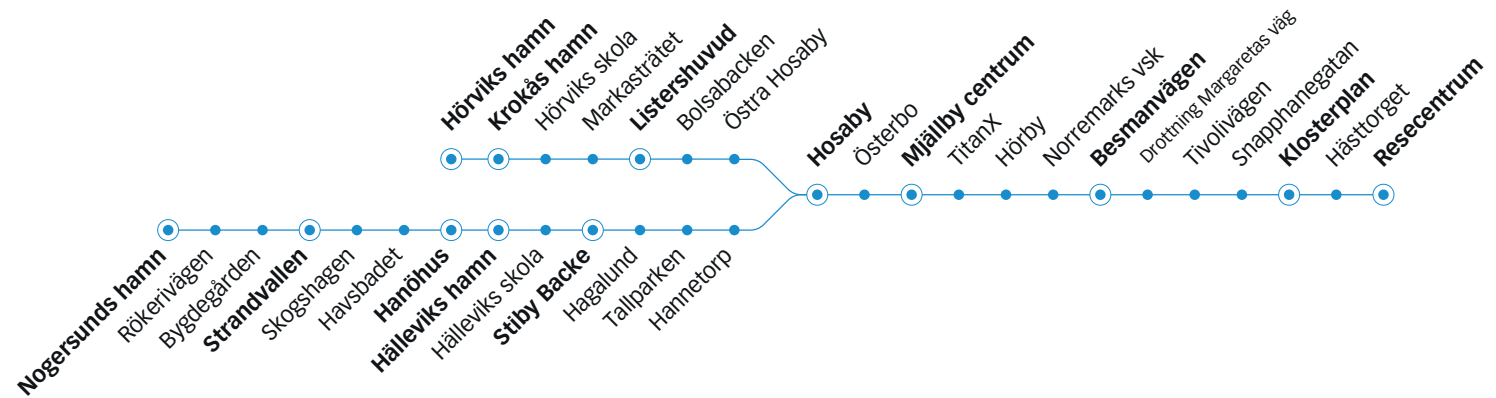 Hörviks hamn
Krokås hamn
Hörviks skola
Markasträtet
Listershuvud
Bolsabacken
Östra Hosaby
Hosaby
Österbo
Mjällby centrum
TitanX
Hörby
Norremarks vsk
Besmanvägen
Drottning Margaretas väg
Tivolivägen
Snapphanegatan
Klosterplan
Hästtorget
Resecentrum
Nogersunds hamn
Rökerivägen
Bygdegården
Strandvallen
Skogshagen
Havsbadet
Hanöhus
Hälleviks hamn
Hälleviks skola
Stiby Backe
Hagalund
Tallparken
Hannetorp